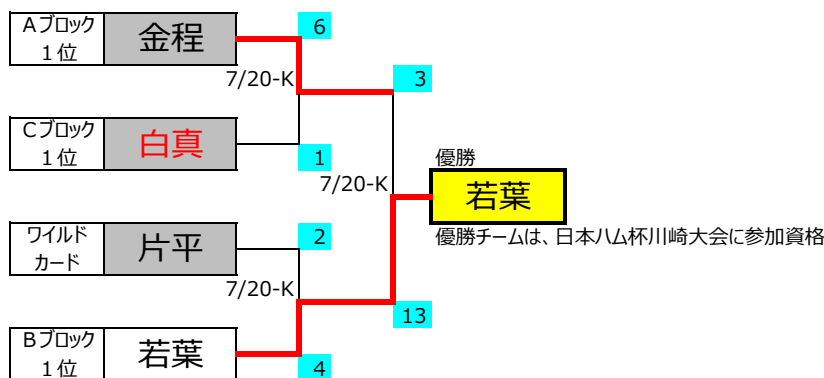 Aブロック
1位
金程
6
7/20-K
3
Cブロック
1位
白真
1
7/20-K
優勝
若葉
優勝チームは、日本ハム杯川崎大会に参加資格
ワイルド
カード
片平
2
7/20-K
13
Bブロック
1位
若葉
4